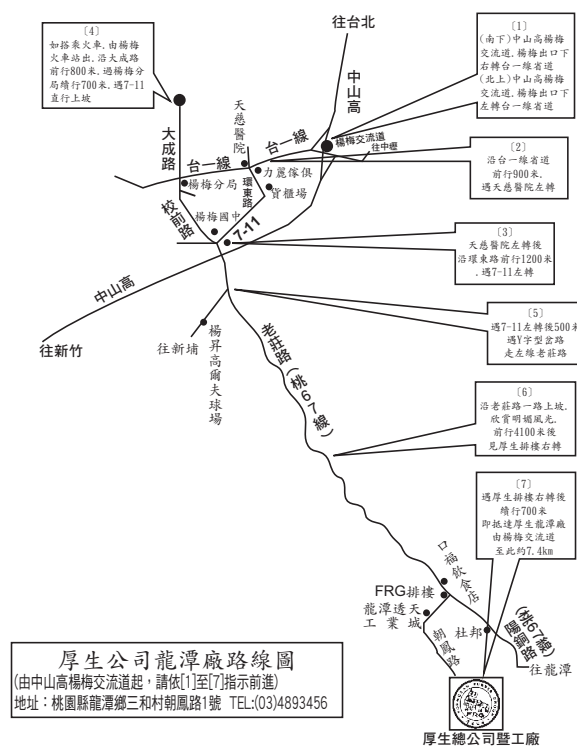 往台北
〔4〕
如搭乘火車,由楊梅
火車站出,沿大成路
前行800米,過楊梅分
局續行700米,遇7-11
直行上坡
〔1〕
(南下)中山高楊梅
交流道,楊梅出口下
右轉台一線省道
(北上)中山高楊梅
交流道,楊梅出口下
左轉台一線省道
中山高
天慈醫院
大成路
台一線
台一線
楊梅交流道
往中壢
〔2〕
沿台一線省道
前行900米,
遇天慈醫院左轉
力麗傢俱
楊梅分局
環東路
貨櫃場
校前路
楊梅國中
7-11
〔3〕
天慈醫院左轉後
沿環東路前行1200米
,遇7-11左轉
中山高
往新竹
往新埔
楊昇高爾夫球場
〔5〕
遇7-11左轉後500米
遇Y字型岔路
走左線老莊路
老莊路(桃67線)
〔6〕
沿老莊路一路上坡,
欣賞明媚風光,
前行4100米後
見厚生排樓右轉
〔7〕
遇厚生排樓右轉後
續行700米
即抵達厚生龍潭廠
由楊梅交流道
至此約7.4km
口福飲食店
FRG排樓
龍潭透天
工業城
朝鳳路
杜邦
(桃67線)
陽銅路
往龍潭
厚生公司龍潭廠路線圖
(由中山高楊梅交流道起,請依[1]至[7]指示前進)
地址:桃園縣龍潭鄉三和村朝鳳路1號 TEL:(03)4893456
FRG
厚生總公司暨工廠